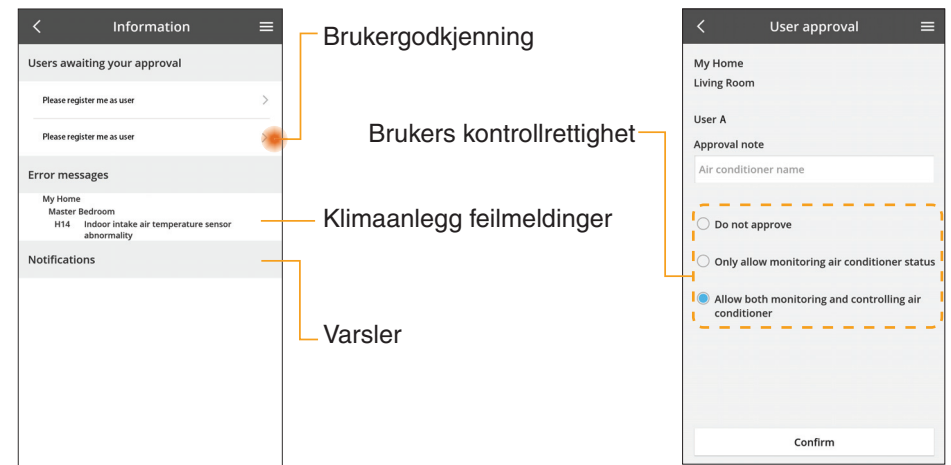 Information
Users awaiting your approval
Please register me as user
Please register me as user
Error messages
My Home
Master Bedroom
H14 Indoor intake air temperature sensor
abnormality
Notifications
Brukergodkjenning
Brukers kontrollrettighet
Klimaanlegg feilmeldinger
Varsler
User approval
My Home
Living Room
User A
Approval note
Air conditioner name
Do not approve
Only allow monitoring air conditioner status
Allow both monitoring and controlling air
conditioner
Confirm